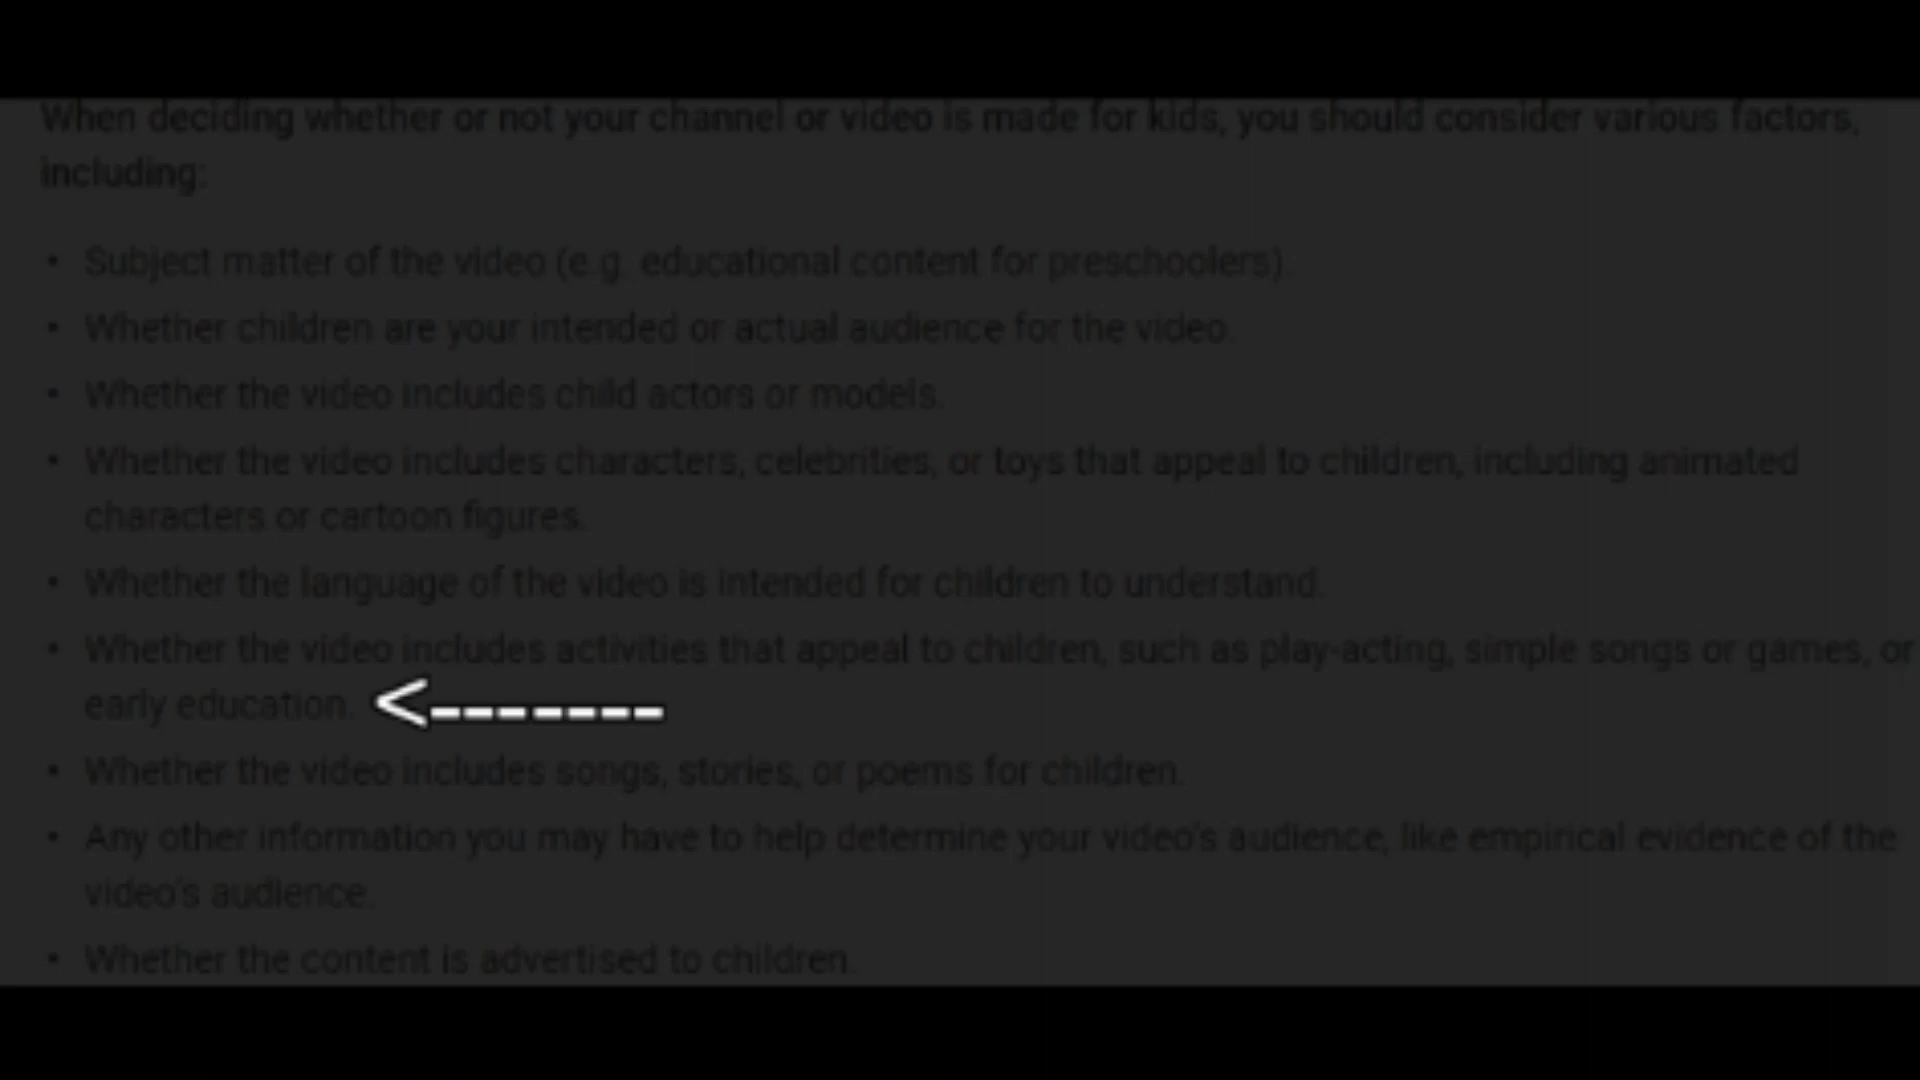 When deciding whether or not your channel or video is made for kids, you should consider various factors,
including:
• Subject matter of the video (e.g. educational content for preschoolers).
• Whether children are your intended or actual audience for the video.
• Whether the video includes child actors or models.
• Whether the video includes characters, celebrities, or toys that appeal to children, including animated
characters or cartoon figures.
• Whether the language of the video is intended for children to understand.
• Whether the video includes activities that appeal to children, such as play-acting, simple songs or games, or
early education. <-------
• Whether the video includes songs, stories, or poems for children.
• Any other information you may have to help determine your video's audience, like empirical evidence of the
video's audience.
• Whether the content is advertised to children.